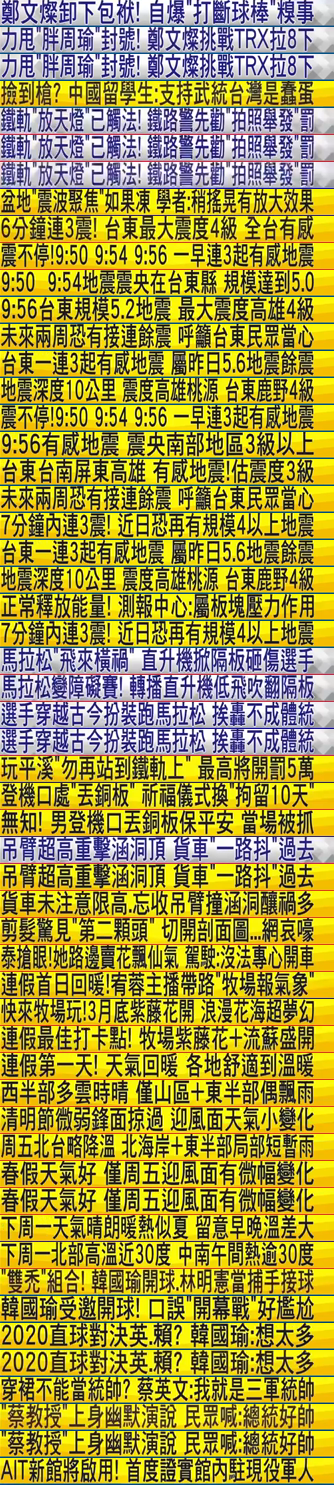 鄭文燦卸下包袱! 自爆"打斷球棒"糗事
力甩"胖周瑜"封號! 鄭文燦挑戰TRX拉8下
力甩"胖周瑜"封號! 鄭文燦挑戰TRX拉8下
撿到槍? 中國留學生:支持武統台灣是蠢蛋
鐵軌"放天燈"已觸法! 鐵路警先勸"拍照舉發"罰
鐵軌"放天燈"已觸法! 鐵路警先勸"拍照舉發"罰
鐵軌"放天燈"已觸法! 鐵路警先勸"拍照舉發"罰
盆地"震波聚焦"如果凍 學者:稍搖晃有放大效果
6分鐘連3震! 台東最大震度4級 全台有感
震不停!9:50 9:54 9:56 一早連3起有感地震
9:50 9:54地震震央在台東縣 規模達到5.0
9:56台東規模5.2地震 最大震度高雄4級
未來兩周恐有接連餘震 呼籲台東民眾當心
台東一連3起有感地震 屬昨日5.6地震餘震
地震深度10公里 震度高雄桃源 台東鹿野4級
震不停!9:50 9:54 9:56 一早連3起有感地震
9:56有感地震 震央南部地區3級以上
台東台南屏東高雄 有感地震!估震度3級
未來兩周恐有接連餘震 呼籲台東民眾當心
7分鐘內連3震! 近日恐再有規模4以上地震
台東一連3起有感地震 屬昨日5.6地震餘震
地震深度10公里 震度高雄桃源 台東鹿野4級
正常釋放能量! 測報中心:屬板塊壓力作用
7分鐘內連3震! 近日恐再有規模4以上地震
馬拉松"飛來橫禍" 直升機掀隔板砸傷選手
馬拉松變障礙賽! 轉播直升機低飛吹翻隔板
選手穿越古今扮裝跑馬拉松 挨轟不成體統
選手穿越古今扮裝跑馬拉松 挨轟不成體統
玩平溪"勿再站到鐵軌上" 最高將開罰5萬
登機口處"丟銅板" 祈福儀式換"拘留10天"
無知! 男登機口丟銅板保平安 當場被抓
吊臂超高重擊涵洞頂 貨車"一路抖"過去
吊臂超高重擊涵洞頂 貨車"一路抖"過去
貨車未注意限高.忘收吊臂撞涵洞釀禍多
剪髮驚見"第二顆頭" 切開剖面圖...網哀嚎
泰搶眼!她路邊賣花飄仙氣 駕駛:沒法專心開車
連假首日回暖!宥蓉主播帶路"牧場報氣象"
快來牧場玩!3月底紫藤花開 浪漫花海超夢幻
連假最佳打卡點! 牧場紫藤花+流蘇盛開
連假第一天! 天氣回暖 各地舒適到溫暖
西半部多雲時晴 僅山區+東半部偶飄雨
清明節微弱鋒面掠過 迎風面天氣小變化
周五北台略降溫 北海岸+東半部局部短暫雨
春假天氣好 僅周五迎風面有微幅變化
春假天氣好 僅周五迎風面有微幅變化
下周一天氣晴朗暖熱似夏 留意早晚溫差大
下周一北部高溫近30度 中南午間熱逾30度
"雙禿"組合! 韓國瑜開球.林明憲當捕手接球
韓國瑜受邀開球! 口誤"開幕戰"好尷尬
2020直球對決英.賴? 韓國瑜:想太多
2020直球對決英.賴? 韓國瑜:想太多
穿裙不能當統帥? 蔡英文:我就是三軍統帥
"蔡教授"上身幽默演說 民眾喊:總統好帥
"蔡教授"上身幽默演說 民眾喊:總統好帥
AIT新館將啟用! 首度證實館內駐現役軍人